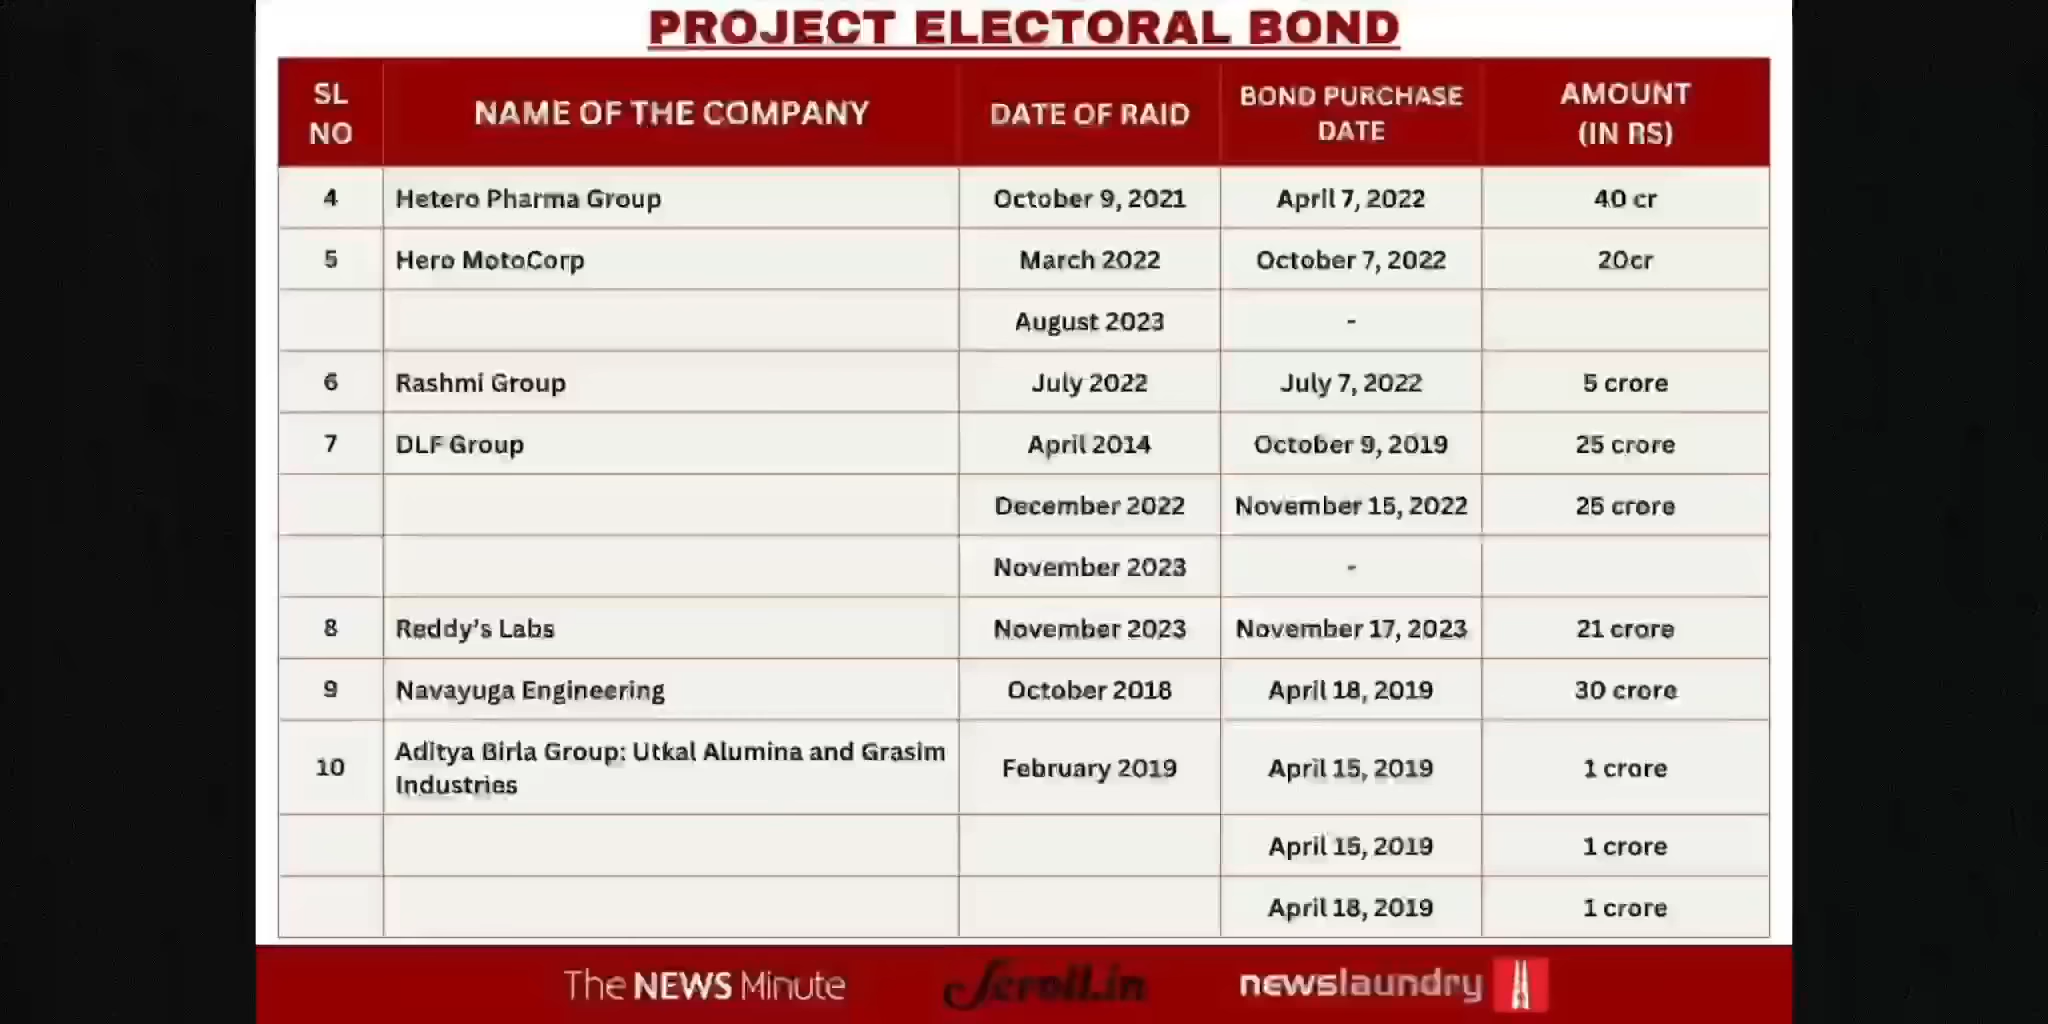 PROJECT ELECTORAL BOND
SL NO NAME OF THE COMPANY DATE OF RAID BOND PURCHASE DATE AMOUNT (IN RS)
4 Hetero Pharma Group October 9, 2021 April 7, 2022 40 cr
5 Hero MotoCorp March 2022 October 7, 2022 20cr
August 2023 -
6 Rashmi Group July 2022 July 7, 2022 5 crore
7 DLF Group April 2014 October 9, 2019 25 crore
December 2022 November 15, 2022 25 crore
November 2023 -
8 Reddy's Labs November 2023 November 17, 2023 21 crore
9 Navayuga Engineering October 2018 April 18, 2019 30 crore
10 Aditya Birla Group: Utkal Alumina and Grasim Industries February 2019 April 15, 2019 1 crore
April 15, 2019 1 crore
April 18, 2019 1 crore
The NEWS Minute Scroll.in newslaundry